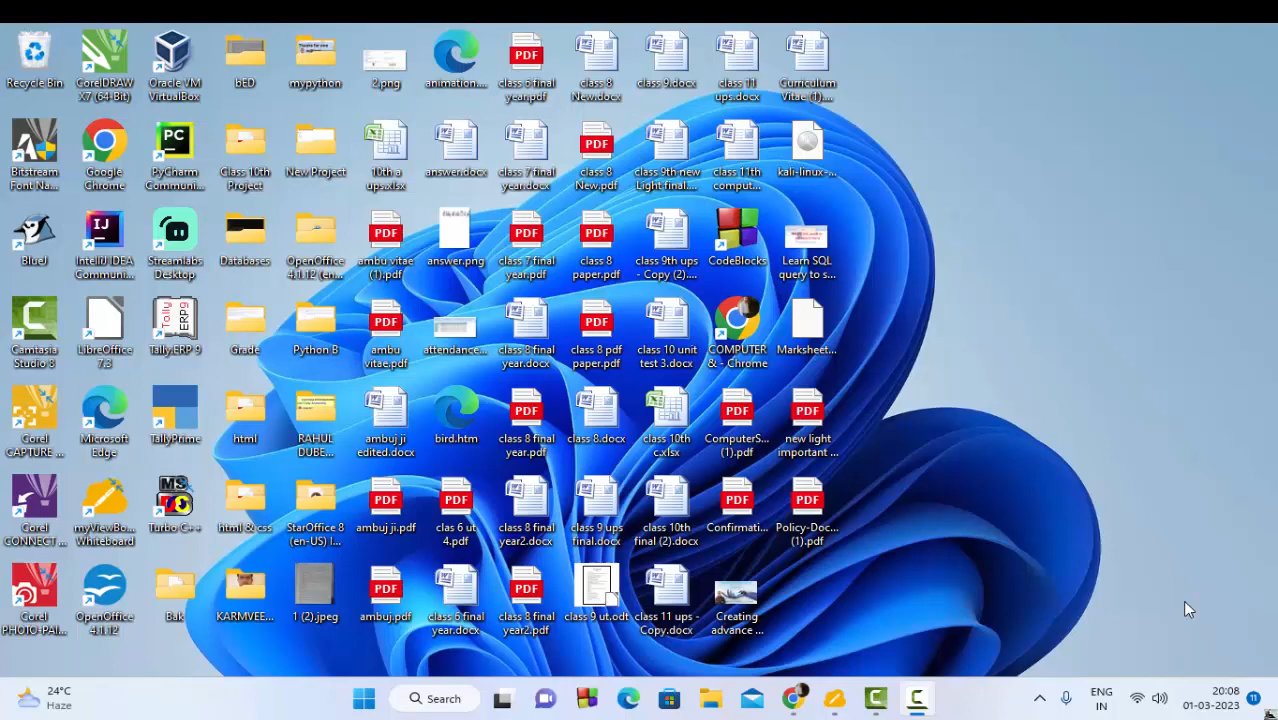 Recycle Bin
CorelDRAW X7 (64-Bit)
Oracle VM VirtualBox
bED
mypython
2.png
animation....
class 6 final year.pdf
class 8 New.docx
class 9.docx
class 11 ups.docx
Curriculum Vitae (1)....
Bitstream Font Na...
Google Chrome
PyCharm Communi...
Class 10th Project
New Project
10th a ups.xlsx
answer.docx
class 7 final year.docx
class 8 New.pdf
class 9th new Light final....
class 11th comput...
kali-linux-...
BlueJ
IntelliJ IDEA Communi...
Streamlabs Desktop
Databases
OpenOffice 4.1.12 (en...
ambu vitae (1).pdf
answer.png
class 7 final year.pdf
class 8 paper.pdf
class 9th ups - Copy (2)....
CodeBlocks
Learn SQL query to s...
Camtasia Studio 8
LibreOffice 7.3
Tally.ERP 9
Grade
Python B
ambu vitae.pdf
attendance...
class 8 final year.docx
class 8 pdf paper.pdf
class 10 unit test 3.docx
COMPUTER & - Chrome
Marksheet...
Corel CAPTURE ...
Microsoft Edge
TallyPrime
html
RAHUL DUBE...
ambuj ji edited.docx
bird.htm
class 8 final year.pdf
class 8.docx
class 10th c.xlsx
ComputerS... (1).pdf
new light important ...
Corel CONNECT ...
myViewBo... Whiteboard
Turbo C++
html & css
StarOffice 8 (en-US) I...
ambuj ji.pdf
clas 6 ut 4.pdf
class 8 final year2.docx
class 9 ups final.docx
class 10th final (2).docx
Confirmati...
Policy-Doc... (1).pdf
Corel PHOTO-PAI...
OpenOffice 4.1.12
Bak
KARMVEE...
1 (2).jpeg
ambuj.pdf
class 6 final year.docx
class 8 final year2.pdf
class 9 ut.odt
class 11 ups - Copy.docx
Creating advance ...
24°C
Haze
Search
ENG
IN
20:08
01-03-2023
11